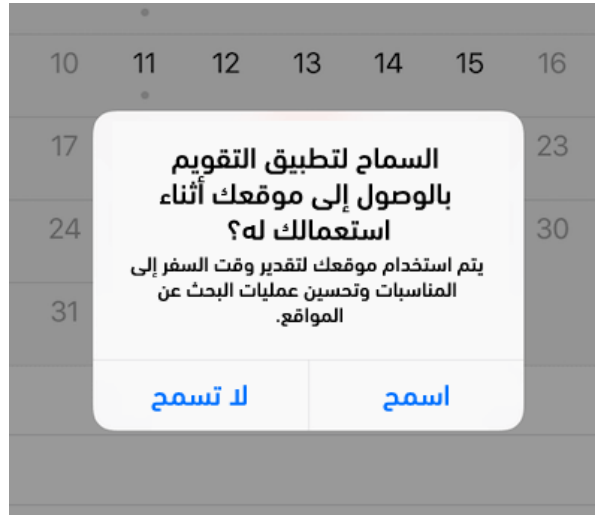 10 11 12 13 14 15 16
17 23
السماح لتطبيق التقويم
بالوصول إلى موقعك أثناء
استعمالك له؟
24 30
يتم استخدام موقعك لتقدير وقت السفر إلى
المناسبات وتحسين عمليات البحث عن
المواقع.
31
اسمح لا تسمح